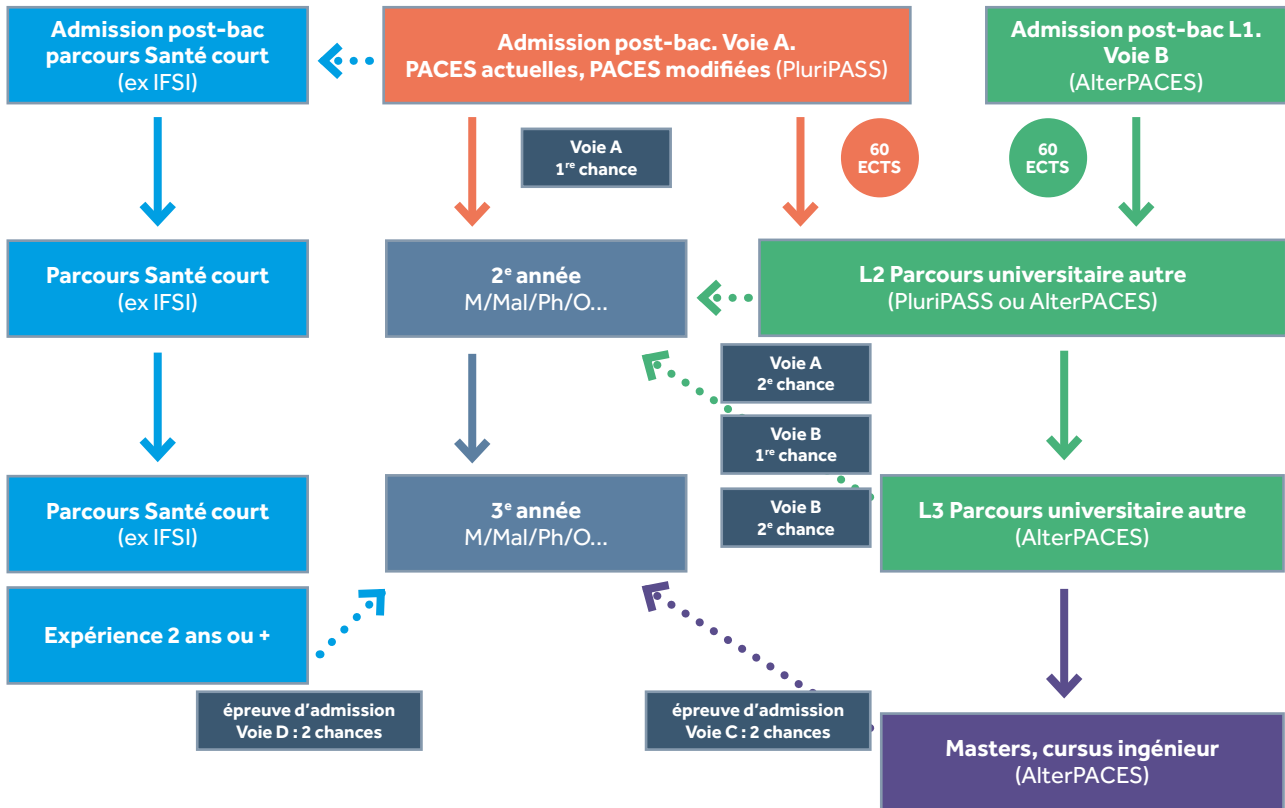 Admission post-bac
parcours Santé court
(ex IFSI)
Admission post-bac. Voie A.
PACES actuelles, PACES modifiées (PluriPASS)
Admission post-bac L1.
Voie B
(AlterPACES)
Voie A
1re chance
60
ECTS
60
ECTS
Parcours Santé court
(ex IFSI)
2e année
M/Mal/Ph/O...
L2 Parcours universitaire autre
(PluriPASS ou AlterPACES)
Voie A
2e chance
Voie B
1re chance
Voie B
2e chance
Parcours Santé court
(ex IFSI)
3e année
M/Mal/Ph/O...
L3 Parcours universitaire autre
(AlterPACES)
Expérience 2 ans ou +
épreuve d'admission
Voie D : 2 chances
épreuve d'admission
Voie C : 2 chances
Masters, cursus ingénieur
(AlterPACES)